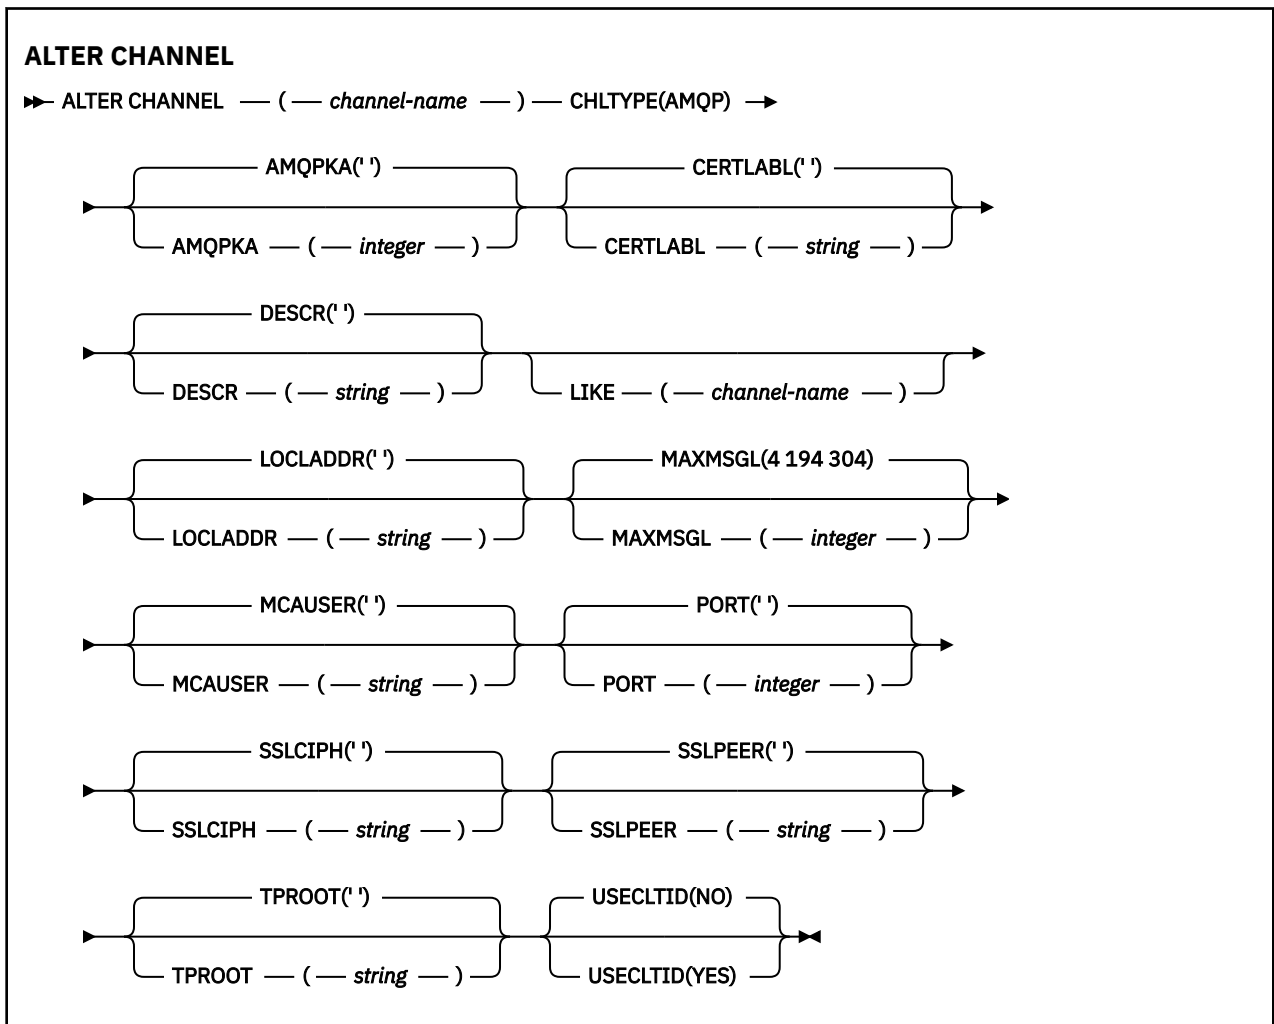 ALTER CHANNEL
ALTER CHANNEL ( channel-name ) CHLTYPE(AMQP)
AMQPKA(' ') CERTLABL(' ')
AMQPKA ( integer ) CERTLABL ( string )
DESCR(' ')
DESCR ( string ) LIKE ( channel-name )
LOCLADDR(' ') MAXMSGL(4 194 304)
LOCLADDR ( string ) MAXMSGL ( integer )
MCAUSER(' ') PORT(' ')
MCAUSER ( string ) PORT ( integer )
SSLCIPH(' ') SSLPEER(' ')
SSLCIPH ( string ) SSLPEER ( string )
TPROOT(' ') USECLTID(NO)
TPROOT ( string ) USECLTID(YES)